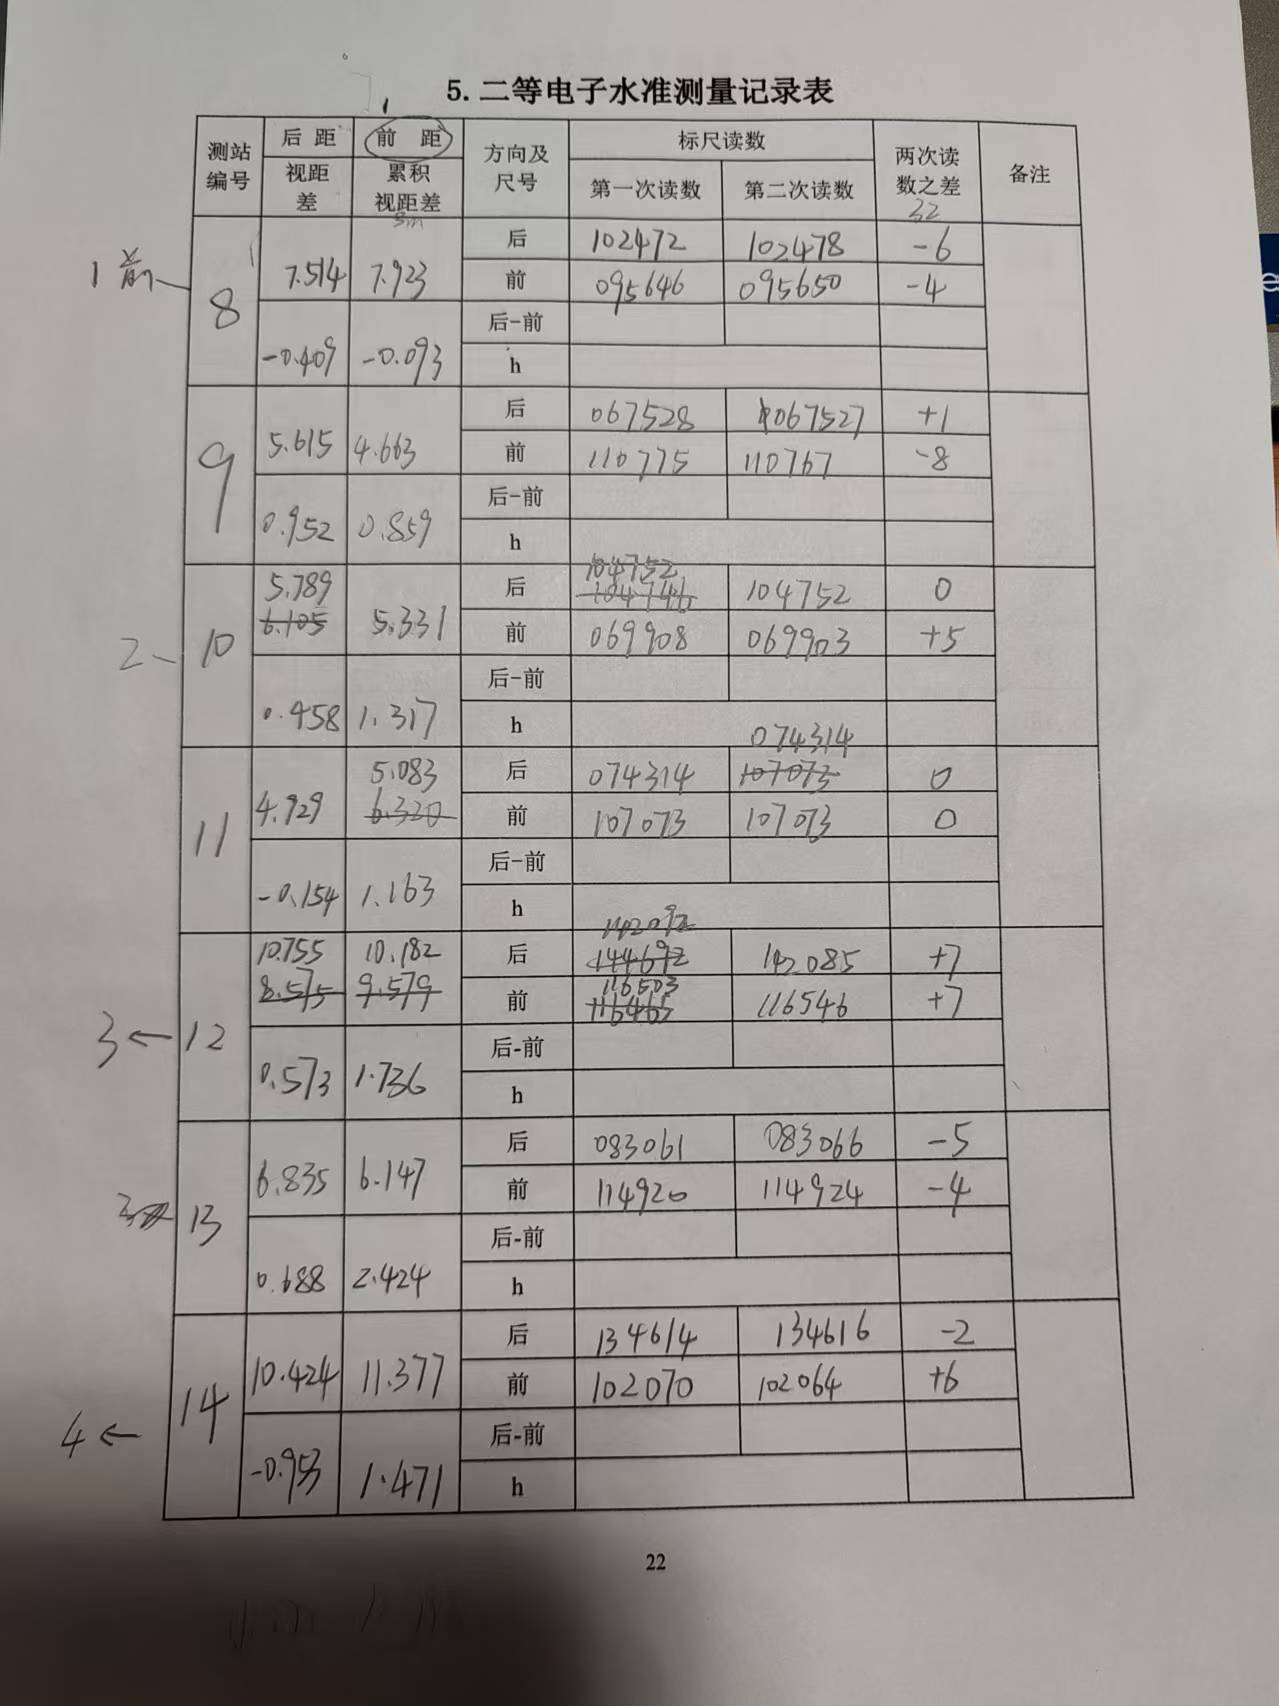 5.二等电子水准测量记录表
测站编号 后距 前距 方向及尺号 标尺读数 两次读数之差 备注
视距差 累积视距差 第一次读数 第二次读数
32
1 前 8 7.514 7.923 后 102472 102478 -6
前 095646 095650 -4
-0.409 -0.093 后-前
h
9 5.615 4.663 后 067528 067527 +1
前 110775 110767 -8
0.952 0.859 后-前
h
104752
2 10 5.789 后 104746 104752 0
6.105 5.331 前 069908 069903 +5
后-前
0.458 1.317 h
074314
11 5.083 后 074314 107073 0
4.929 6.320 前 107073 107073 0
-0.154 1.163 后-前
h
142092
3 ← 12 10.755 10.182 后 144692 142085 +7
8.575 9.579 116503
前 116465 116546 +7
0.573 1.736 后-前
h
13 6.835 6.147 后 083061 083066 -5
前 114920 114924 -4
后-前
0.688 2.424 h
4 ← 14 10.424 11.377 后 134614 134616 -2
前 102070 102064 +6
后-前
-0.953 1.471 h
22